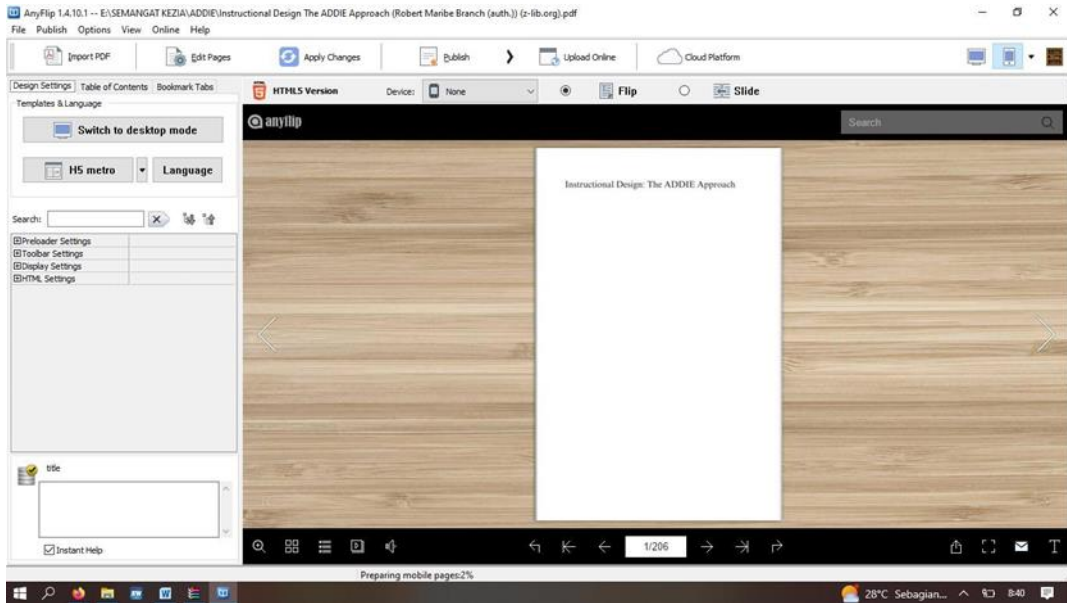 AnyFlip 1.4.10.1 -- E:\SEMANGAT KEZIA\ADDIE\Instructional Design The ADDIE Approach (Robert Maribe Branch (auth.)) (z-lib.org).pdf
File Publish Options View Online Help
Import PDF Edit Pages Apply Changes Publish Upload Online Cloud Platform
Design Settings Table of Contents Bookmark Tabs
HTML5 Version Device: None Flip Slide
Templates & Language
Switch to desktop mode
anyflip Search
H5 metro Language
Instructional Design: The ADDIE Approach
Search:
Preloader Settings
Toolbar Settings
Display Settings
HTML Settings
title
Instant Help
1/206
Preparing mobile pages:2%
28°C Sebagian... 8:40